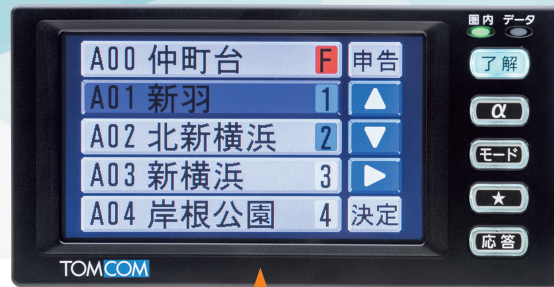 圏内 データ
A00 仲町台 F 申告
A01 新羽 1 ▲
A02 北新横浜 2 ▼
A03 新横浜 3 ▶
A04 岸根公園 4 決定
了解
α
モード
★
応答
TOMCOM